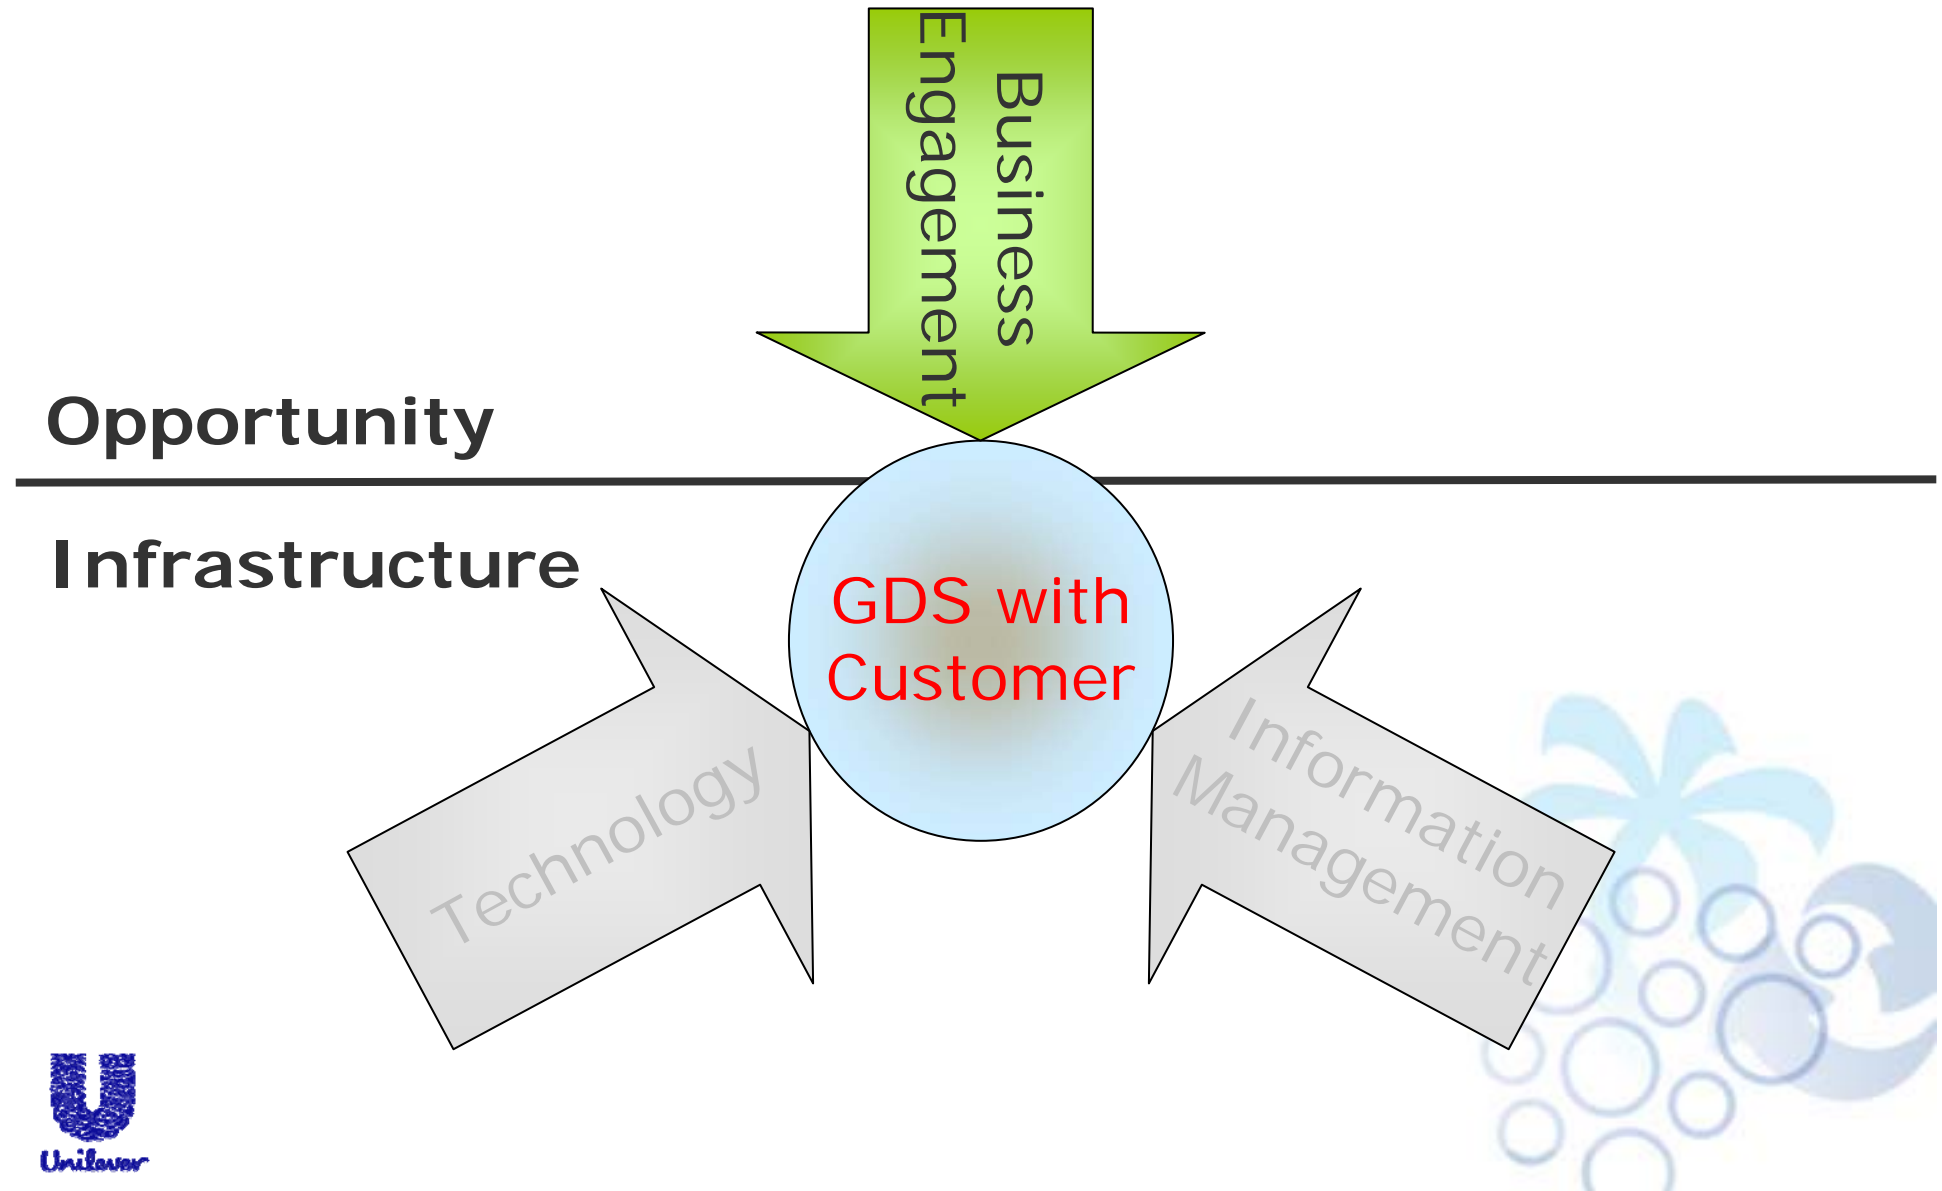 Business
Engagement
Opportunity
Infrastructure
GDS with
Customer
Technology
Information
Management
Unilever